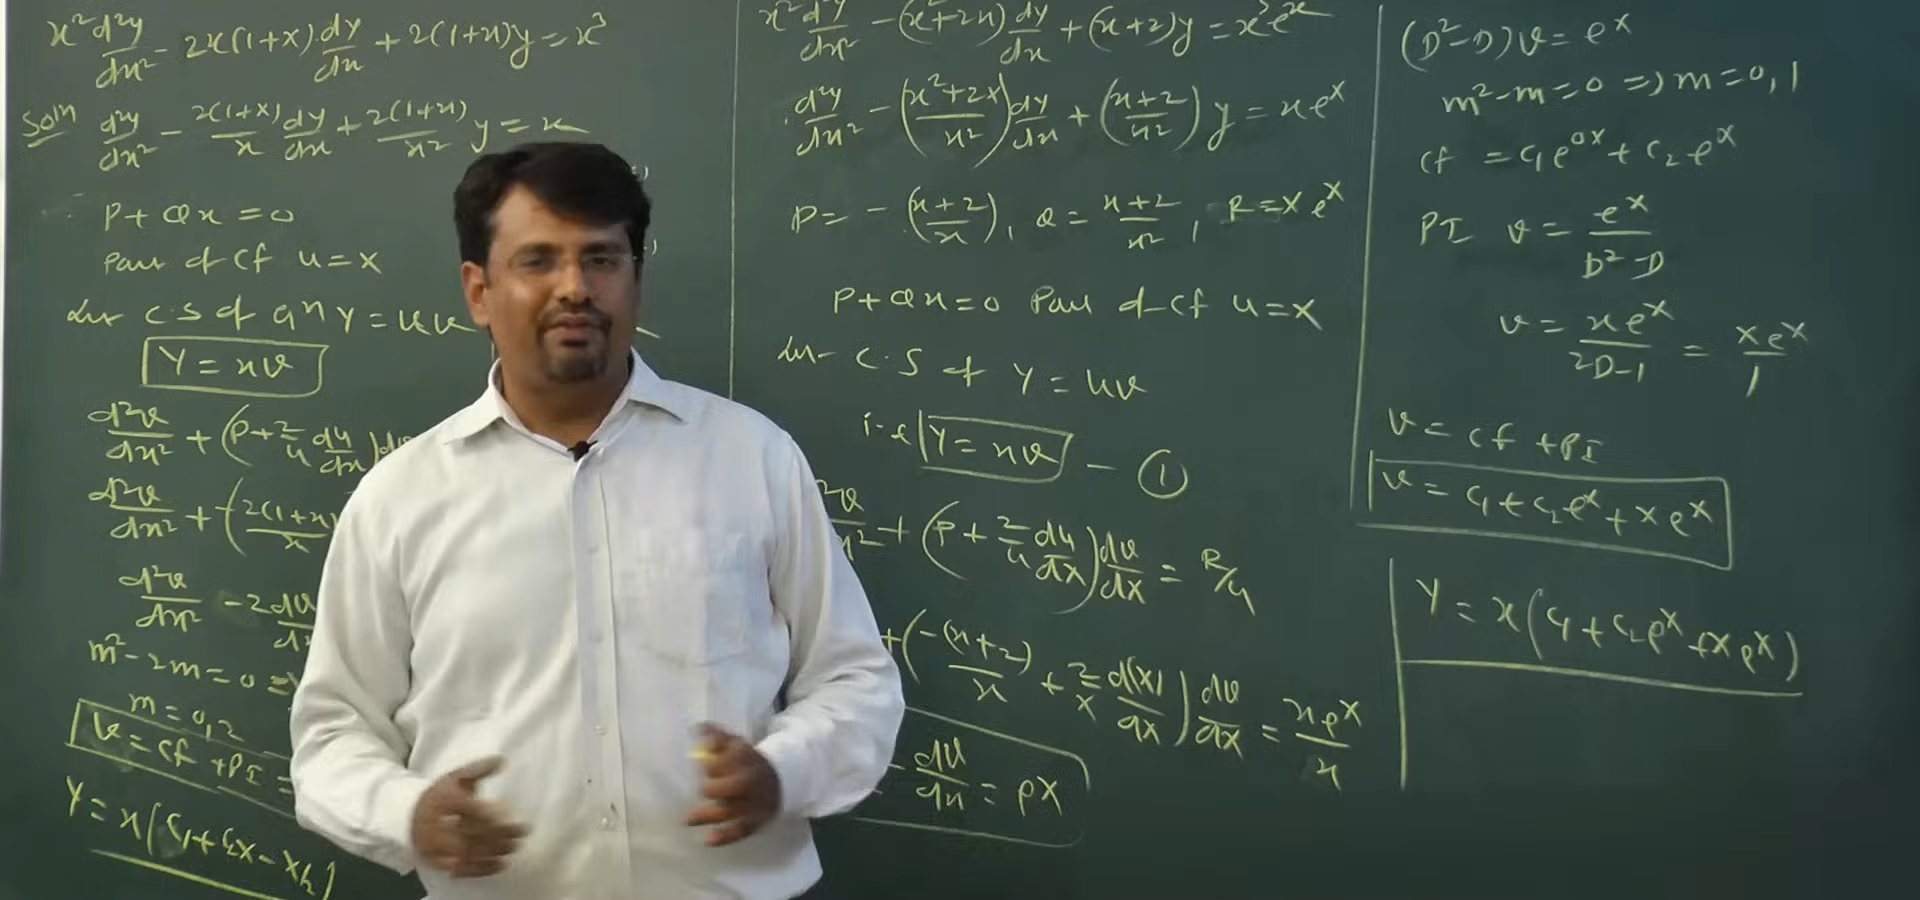 x² d²y/dx² - 2x(1+x) dy/dx + 2(1+x)y = x³
Soln d²y/dx² - 2(1+x)/x dy/dx + 2(1+x)/x² y = x
P + Qx = 0
Part of CF u = x
C.S of y = uv
Y = xv
d²v/dx² + (P + 2/u du/dx) d
d²v/dx² + (-2(1+x)/x
d²v/dx² - 2 dv/d
m² - 2m = 0 =>
m = 0, 2
v = CF + PI =
Y = x(c₁ +
x² d²y/dx² - (x²+2x) dy/dx + (x+2)y = x³eˣ
d²y/dx² - ((x²+2x)/x²) dy/dx + ((x+2)/x²) y = xeˣ
P = - ((x+2)/x), Q = (x+2)/x², R = xeˣ
P + Qx = 0 Part of CF u = x
C.S of Y = uv
i.e Y = xv — ①
+ (P + 2/u du/dx) dv/dx = R/u
+ (-(x+2)/x + 2/x d(x)/dx) dv/dx = xeˣ/x
- dv/dx = eˣ
(D²-D)v = eˣ
m² - m = 0 => m = 0, 1
CF = c₁e⁰ˣ + c₂eˣ
PI v = eˣ/(D²-D)
v = xeˣ/(2D-1) = xeˣ/1
v = CF + PI
v = c₁ + c₂eˣ + xeˣ
Y = x(c₁ + c₂eˣ + xeˣ)